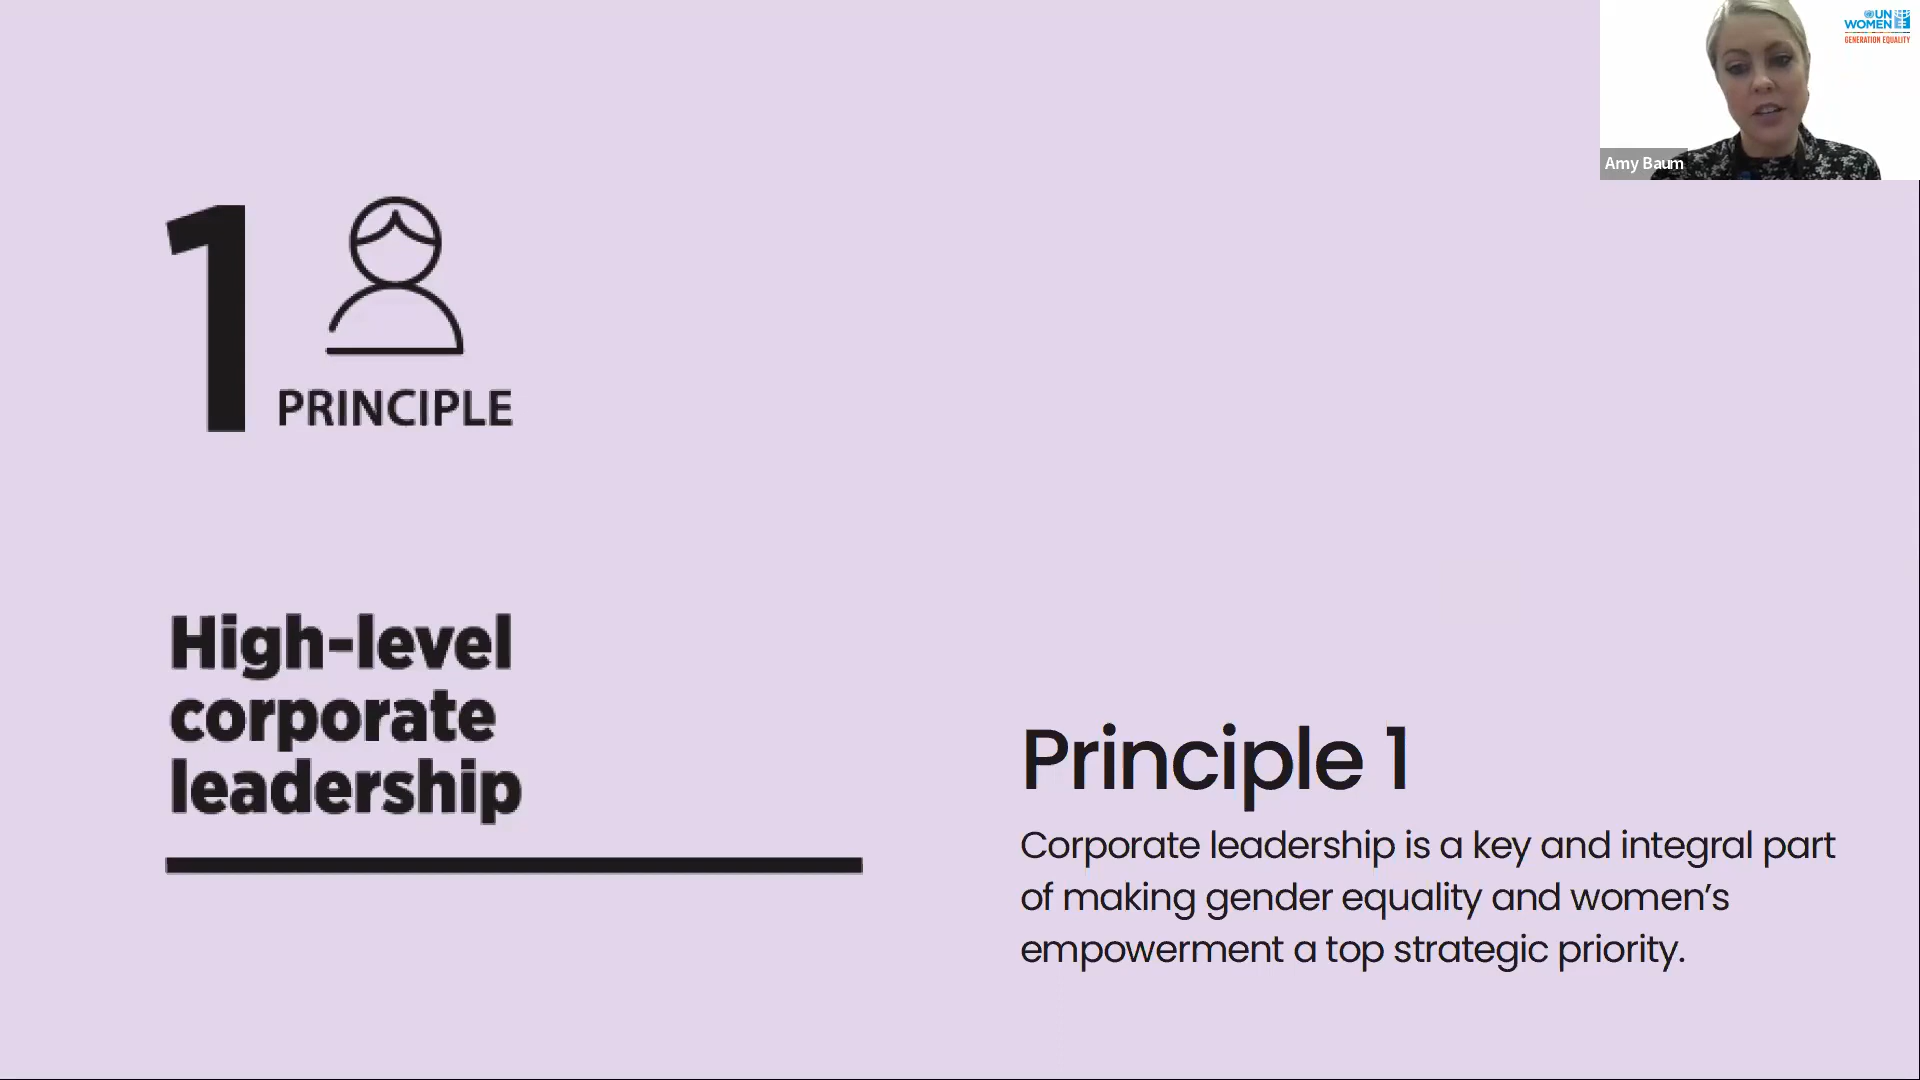 UN
WOMEN
GENERATION EQUALITY
Amy Baum
1
PRINCIPLE
High-level
corporate
leadership
Principle 1
Corporate leadership is a key and integral part
of making gender equality and women’s
empowerment a top strategic priority.